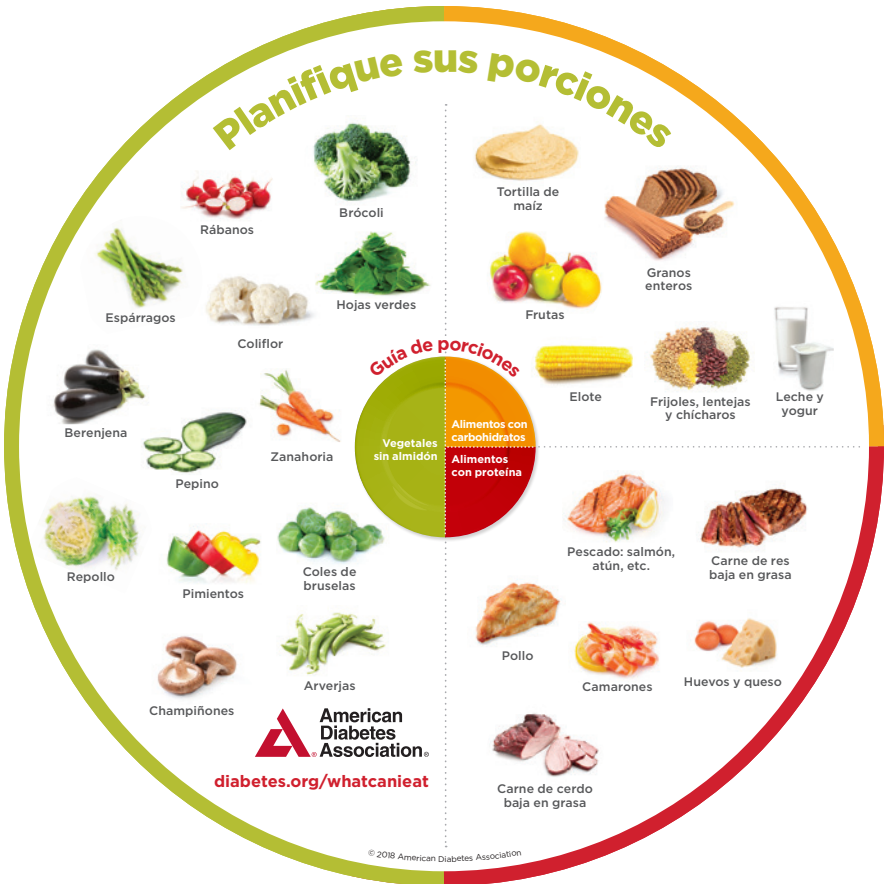 Planifique sus porciones
Rábanos
Brócoli
Espárragos
Coliflor
Hojas verdes
Berenjena
Pepino
Zanahoria
Repollo
Pimientos
Coles de
bruselas
Champiñones
Arverjas
Tortilla de
maíz
Granos
enteros
Frutas
Elote
Frijoles, lentejas
y chícharos
Leche y
yogur
Guía de porciones
Vegetales
sin almidón
Alimentos con
carbohidratos
Alimentos
con proteína
Pescado: salmón,
atún, etc.
Carne de res
baja en grasa
Pollo
Camarones
Huevos y queso
Carne de cerdo
baja en grasa
American
Diabetes
Association®
diabetes.org/whatcanieat
© 2018 American Diabetes Association